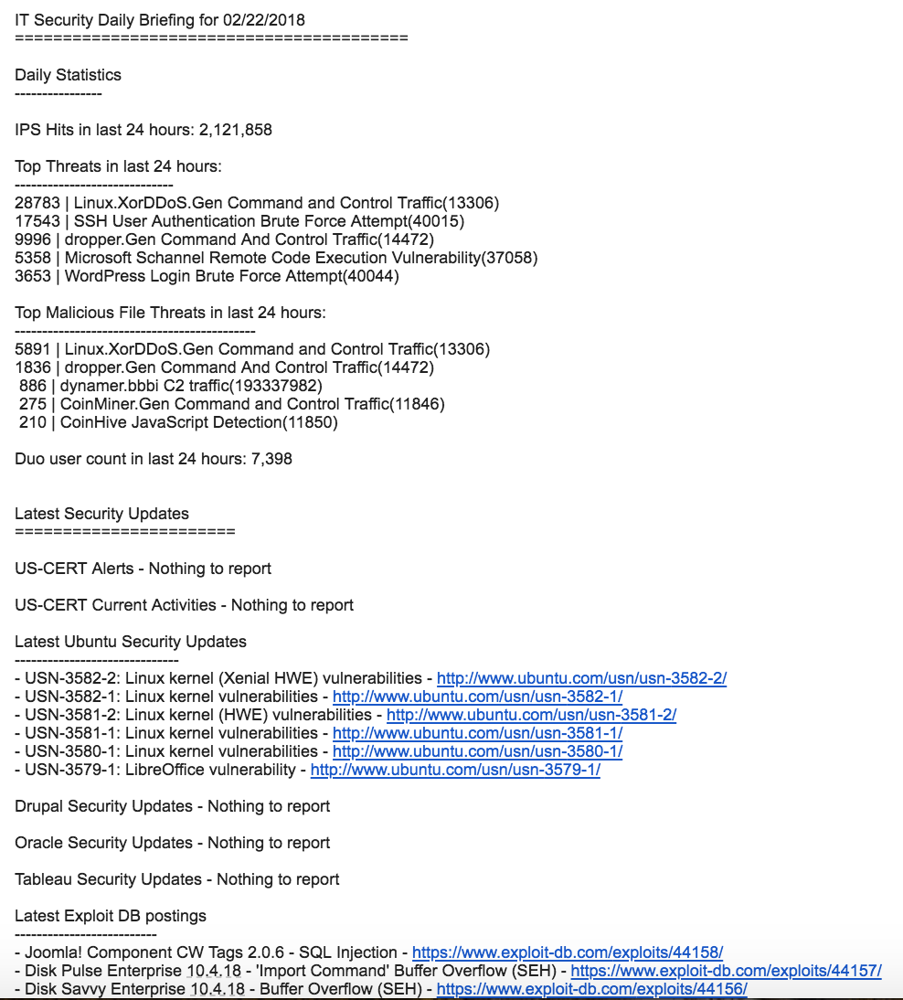 IT Security Daily Briefing for 02/22/2018
=========================================
Daily Statistics
----------------
IPS Hits in last 24 hours: 2,121,858
Top Threats in last 24 hours:
-----------------------------
28783 | Linux.XorDDoS.Gen Command and Control Traffic(13306)
17543 | SSH User Authentication Brute Force Attempt(40015)
9996 | dropper.Gen Command And Control Traffic(14472)
5358 | Microsoft Schannel Remote Code Execution Vulnerability(37058)
3653 | WordPress Login Brute Force Attempt(40044)
Top Malicious File Threats in last 24 hours:
--------------------------------------------
5891 | Linux.XorDDoS.Gen Command and Control Traffic(13306)
1836 | dropper.Gen Command And Control Traffic(14472)
886 | dynamer.bbbi C2 traffic(193337982)
275 | CoinMiner.Gen Command and Control Traffic(11846)
210 | CoinHive JavaScript Detection(11850)
Duo user count in last 24 hours: 7,398
Latest Security Updates
=======================
US-CERT Alerts - Nothing to report
US-CERT Current Activities - Nothing to report
Latest Ubuntu Security Updates
------------------------------
- USN-3582-2: Linux kernel (Xenial HWE) vulnerabilities - http://www.ubuntu.com/usn/usn-3582-2/
- USN-3582-1: Linux kernel vulnerabilities - http://www.ubuntu.com/usn/usn-3582-1/
- USN-3581-2: Linux kernel (HWE) vulnerabilities - http://www.ubuntu.com/usn/usn-3581-2/
- USN-3581-1: Linux kernel vulnerabilities - http://www.ubuntu.com/usn/usn-3581-1/
- USN-3580-1: Linux kernel vulnerabilities - http://www.ubuntu.com/usn/usn-3580-1/
- USN-3579-1: LibreOffice vulnerability - http://www.ubuntu.com/usn/usn-3579-1/
Drupal Security Updates - Nothing to report
Oracle Security Updates - Nothing to report
Tableau Security Updates - Nothing to report
Latest Exploit DB postings
--------------------------
- Joomla! Component CW Tags 2.0.6 - SQL Injection - https://www.exploit-db.com/exploits/44158/
- Disk Pulse Enterprise 10.4.18 - 'Import Command' Buffer Overflow (SEH) - https://www.exploit-db.com/exploits/44157/
- Disk Savvy Enterprise 10.4.18 - Buffer Overflow (SEH) - https://www.exploit-db.com/exploits/44156/